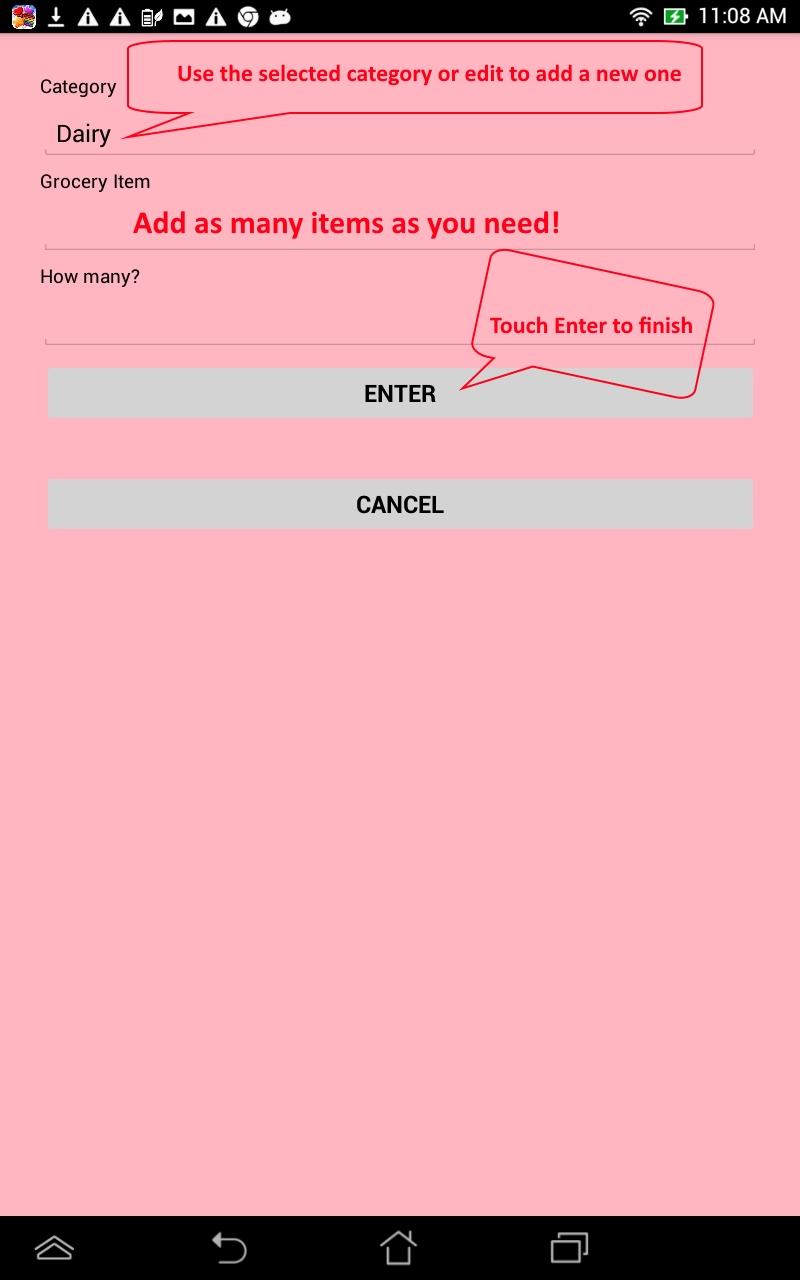 11:08 AM
Use the selected category or edit to add a new one
Category
Dairy
Grocery Item
Add as many items as you need!
How many?
Touch Enter to finish
ENTER
CANCEL